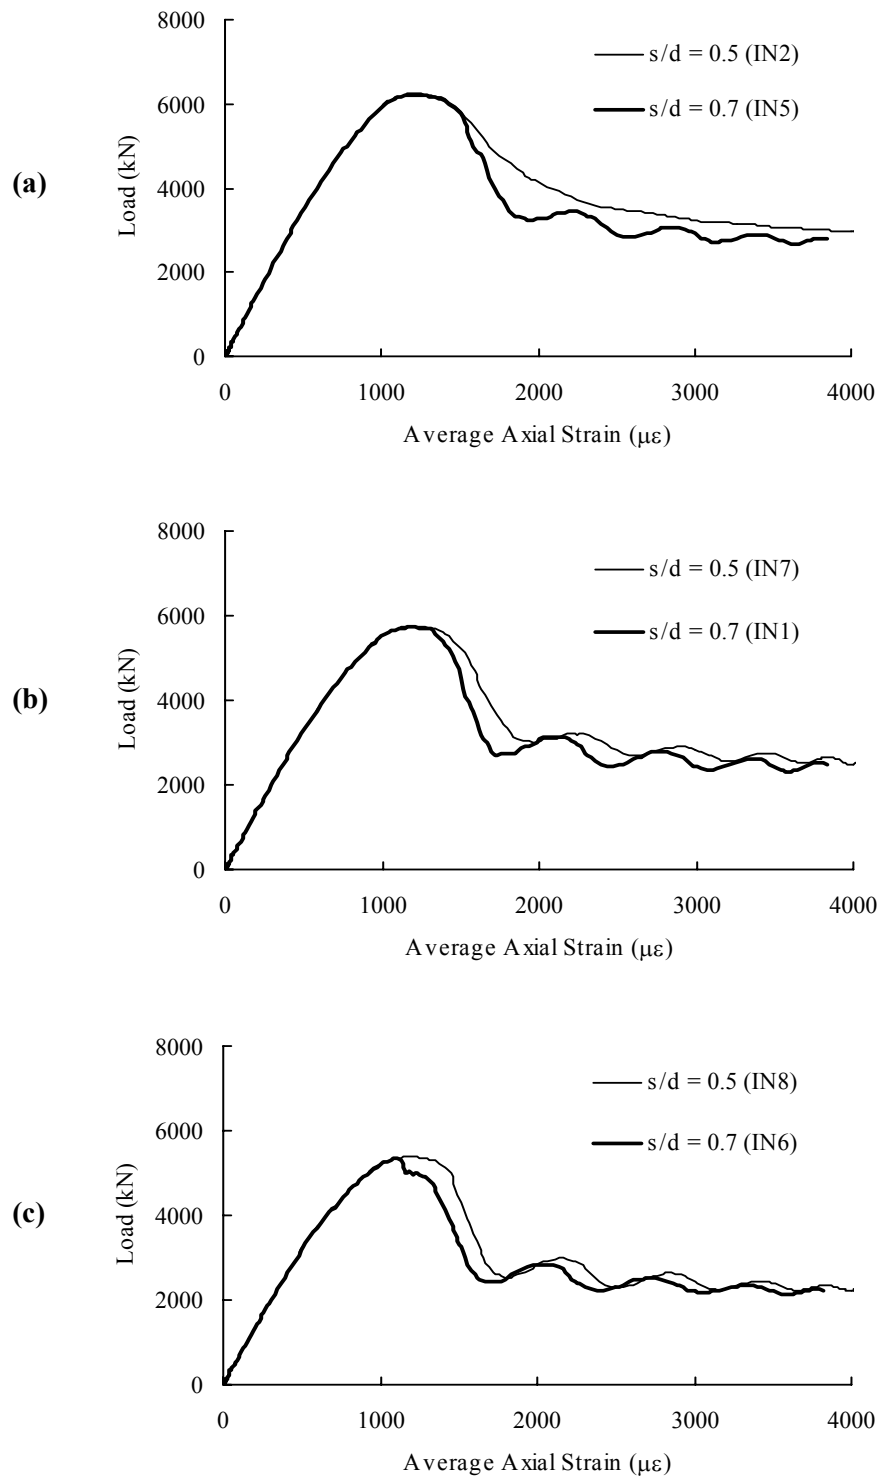 8000
s/d = 0.5 (IN2)
6000
s/d = 0.7 (IN5)
(a)
Load (kN)
4000
2000
0
0 1000 2000 3000 4000
Average Axial Strain (με)
8000
s/d = 0.5 (IN7)
6000
s/d = 0.7 (IN1)
(b)
Load (kN)
4000
2000
0
0 1000 2000 3000 4000
Average Axial Strain (με)
8000
s/d = 0.5 (IN8)
6000
s/d = 0.7 (IN6)
(c)
Load (kN)
4000
2000
0
0 1000 2000 3000 4000
Average Axial Strain (με)